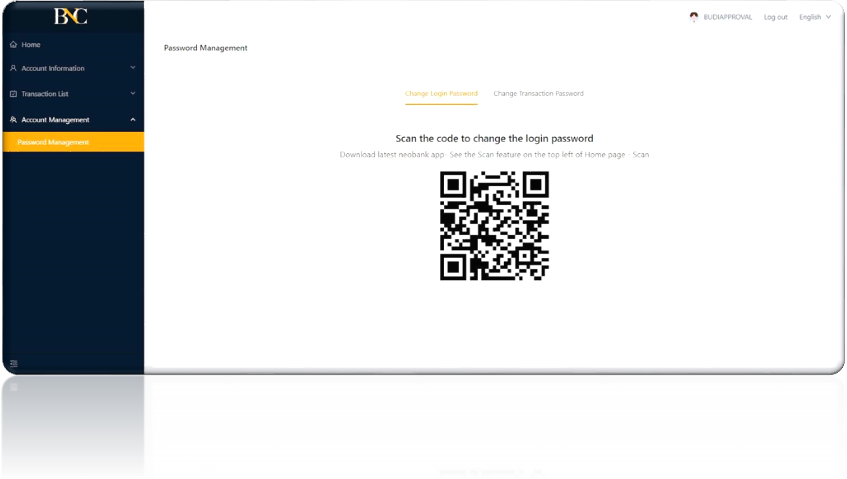 BNC
BUDIAPPROVAL Log out English
Home
Password Management
Account Information
Transaction List
Change Login Password Change Transaction Password
Account Management
Password Management
Scan the code to change the login password
Download latest neobank app- See the Scan feature on the top left of Home page - Scan